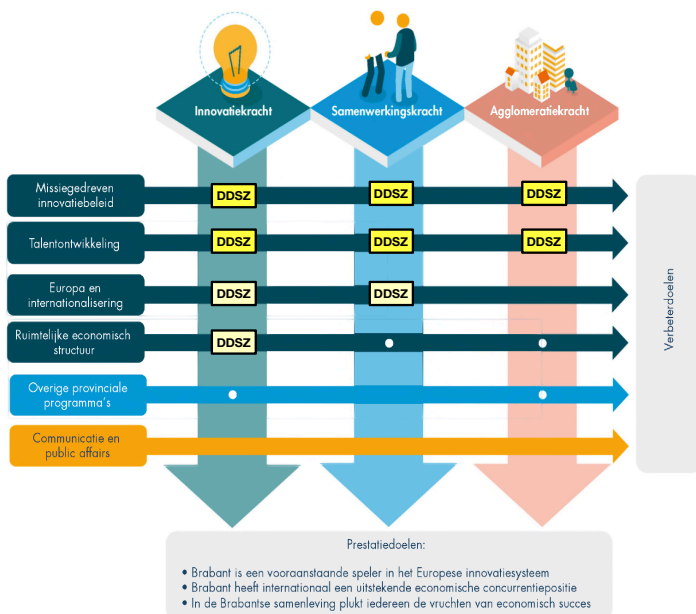 Innovatiekracht
Samenwerkingskracht
Agglomeratiekracht
Missiegedreven
innovatiebeleid
DDSZ
DDSZ
DDSZ
Talentontwikkeling
DDSZ
DDSZ
DDSZ
Europa en
internationalisering
DDSZ
DDSZ
Ruimtelijke economisch
structuur
DDSZ
Overige provinciale
programma's
Communicatie en
public affairs
Verbeterdoelen
Prestatiedoelen:
• Brabant is een vooraanstaande speler in het Europese innovatiesysteem
• Brabant heeft internationaal een uitstekende economische concurrentiepositie
• In de Brabantse samenleving plukt iedereen de vruchten van economisch succes